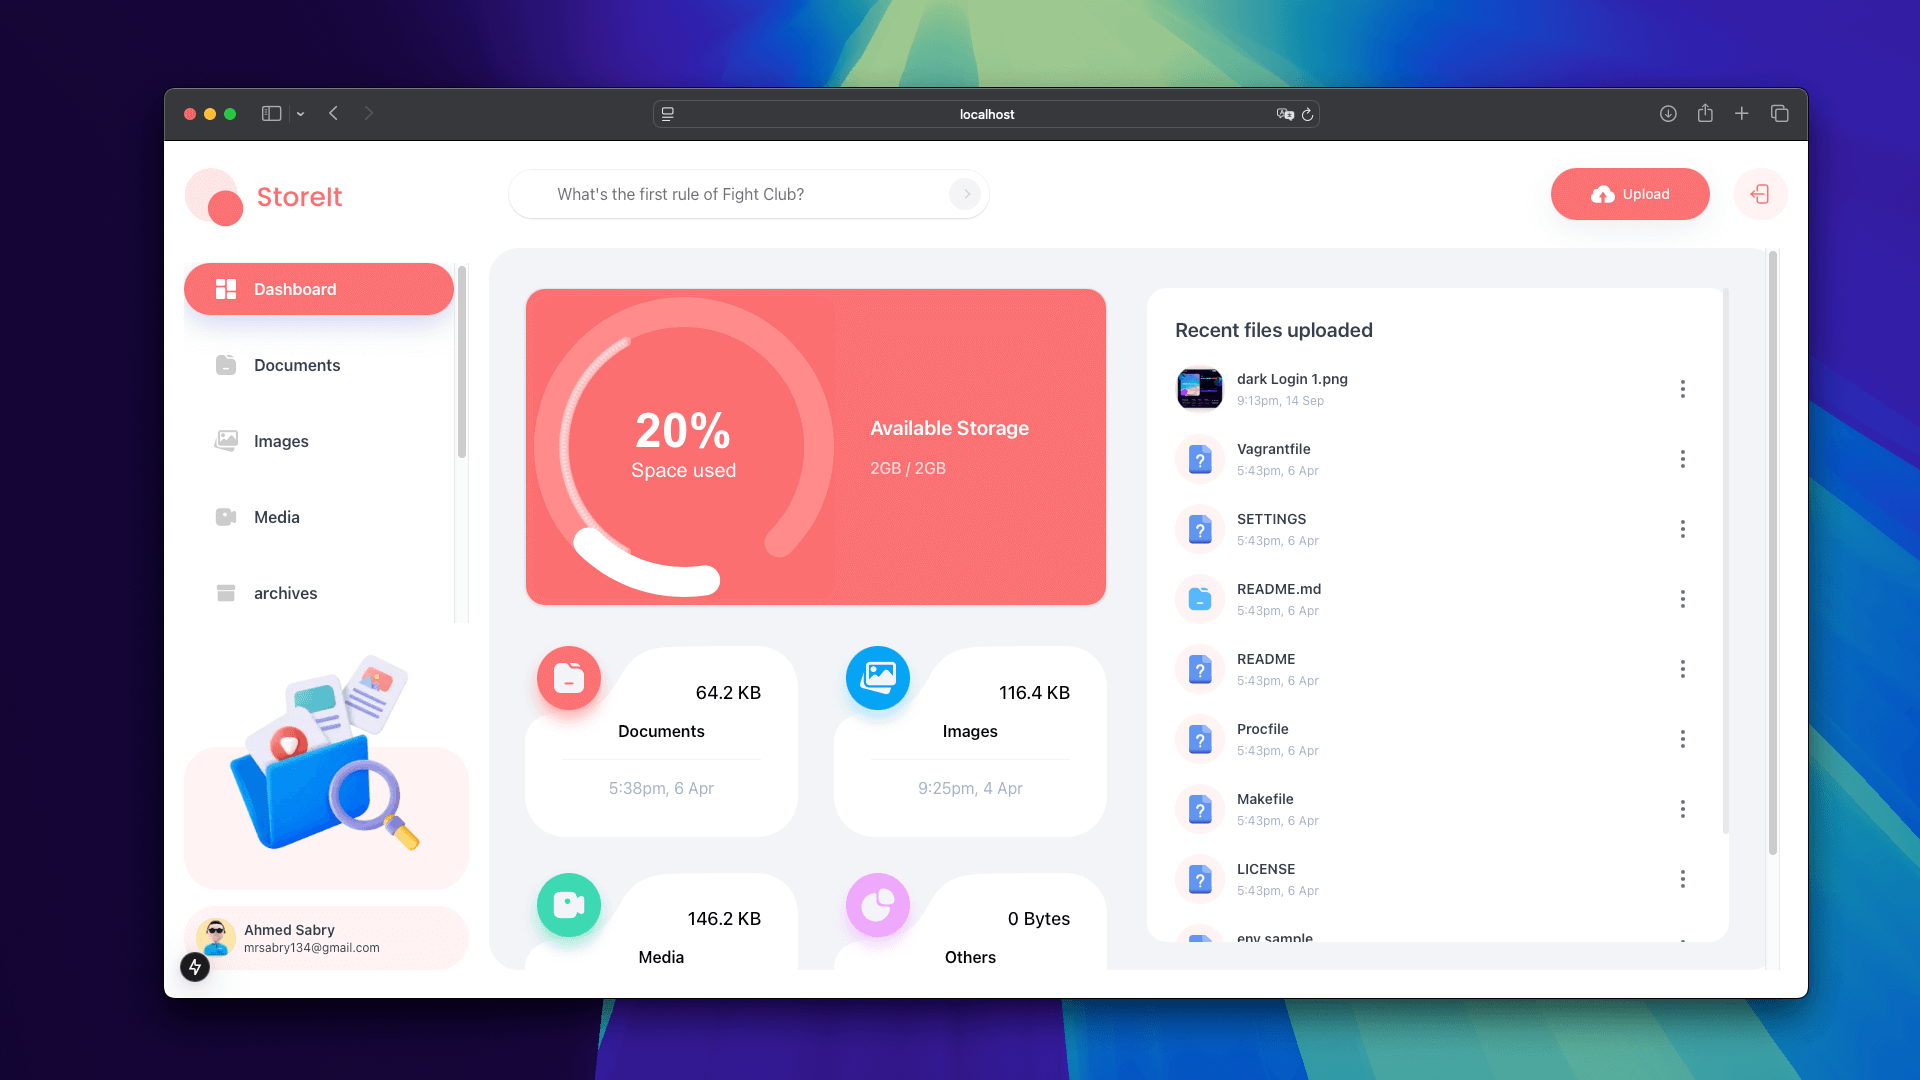 localhost
StoreIt
What's the first rule of Fight Club?
Upload
Dashboard
Documents
Images
Media
archives
Ahmed Sabry
mrsabry134@gmail.com
20%
Space used
Available Storage
2GB / 2GB
64.2 KB
Documents
5:38pm, 6 Apr
116.4 KB
Images
9:25pm, 4 Apr
146.2 KB
Media
0 Bytes
Others
Recent files uploaded
dark Login 1.png
9:13pm, 14 Sep
Vagrantfile
5:43pm, 6 Apr
SETTINGS
5:43pm, 6 Apr
README.md
5:43pm, 6 Apr
README
5:43pm, 6 Apr
Procfile
5:43pm, 6 Apr
Makefile
5:43pm, 6 Apr
LICENSE
5:43pm, 6 Apr
env sample